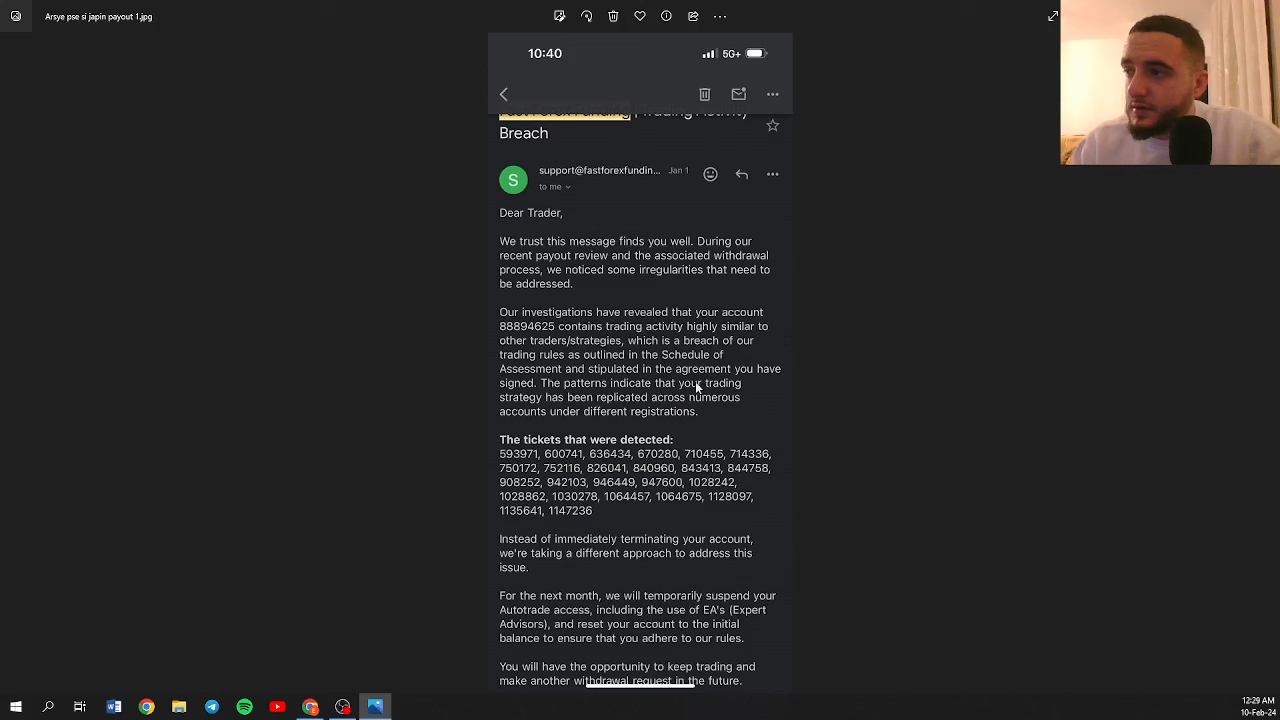 Arsye pse si japin payout 1.jpg
10:40
5G+
Fast Forex Funding | Trading Activity
Breach
support@fastforexfundin... Jan 1
S
to me
Dear Trader,
We trust this message finds you well. During our
recent payout review and the associated withdrawal
process, we noticed some irregularities that need to
be addressed.
Our investigations have revealed that your account
88894625 contains trading activity highly similar to
other traders/strategies, which is a breach of our
trading rules as outlined in the Schedule of
Assessment and stipulated in the agreement you have
signed. The patterns indicate that your trading
strategy has been replicated across numerous
accounts under different registrations.
The tickets that were detected:
593971, 600741, 636434, 670280, 710455, 714336,
750172, 752116, 826041, 840960, 843413, 844758,
908252, 942103, 946449, 947600, 1028242,
1028862, 1030278, 1064457, 1064675, 1128097,
1135641, 1147236
Instead of immediately terminating your account,
we're taking a different approach to address this
issue.
For the next month, we will temporarily suspend your
Autotrade access, including the use of EA's (Expert
Advisors), and reset your account to the initial
balance to ensure that you adhere to our rules.
You will have the opportunity to keep trading and
make another withdrawal request in the future.
12:29 AM
10-Feb-24